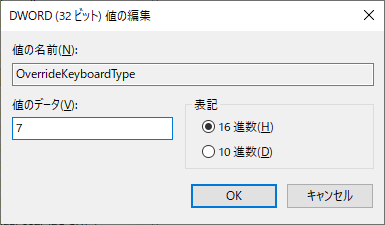 DWORD (32 ビット) 値の編集
値の名前(N):
OverrideKeyboardType
値のデータ(V):
7
表記
16 進数(H)
10 進数(D)
OK
キャンセル